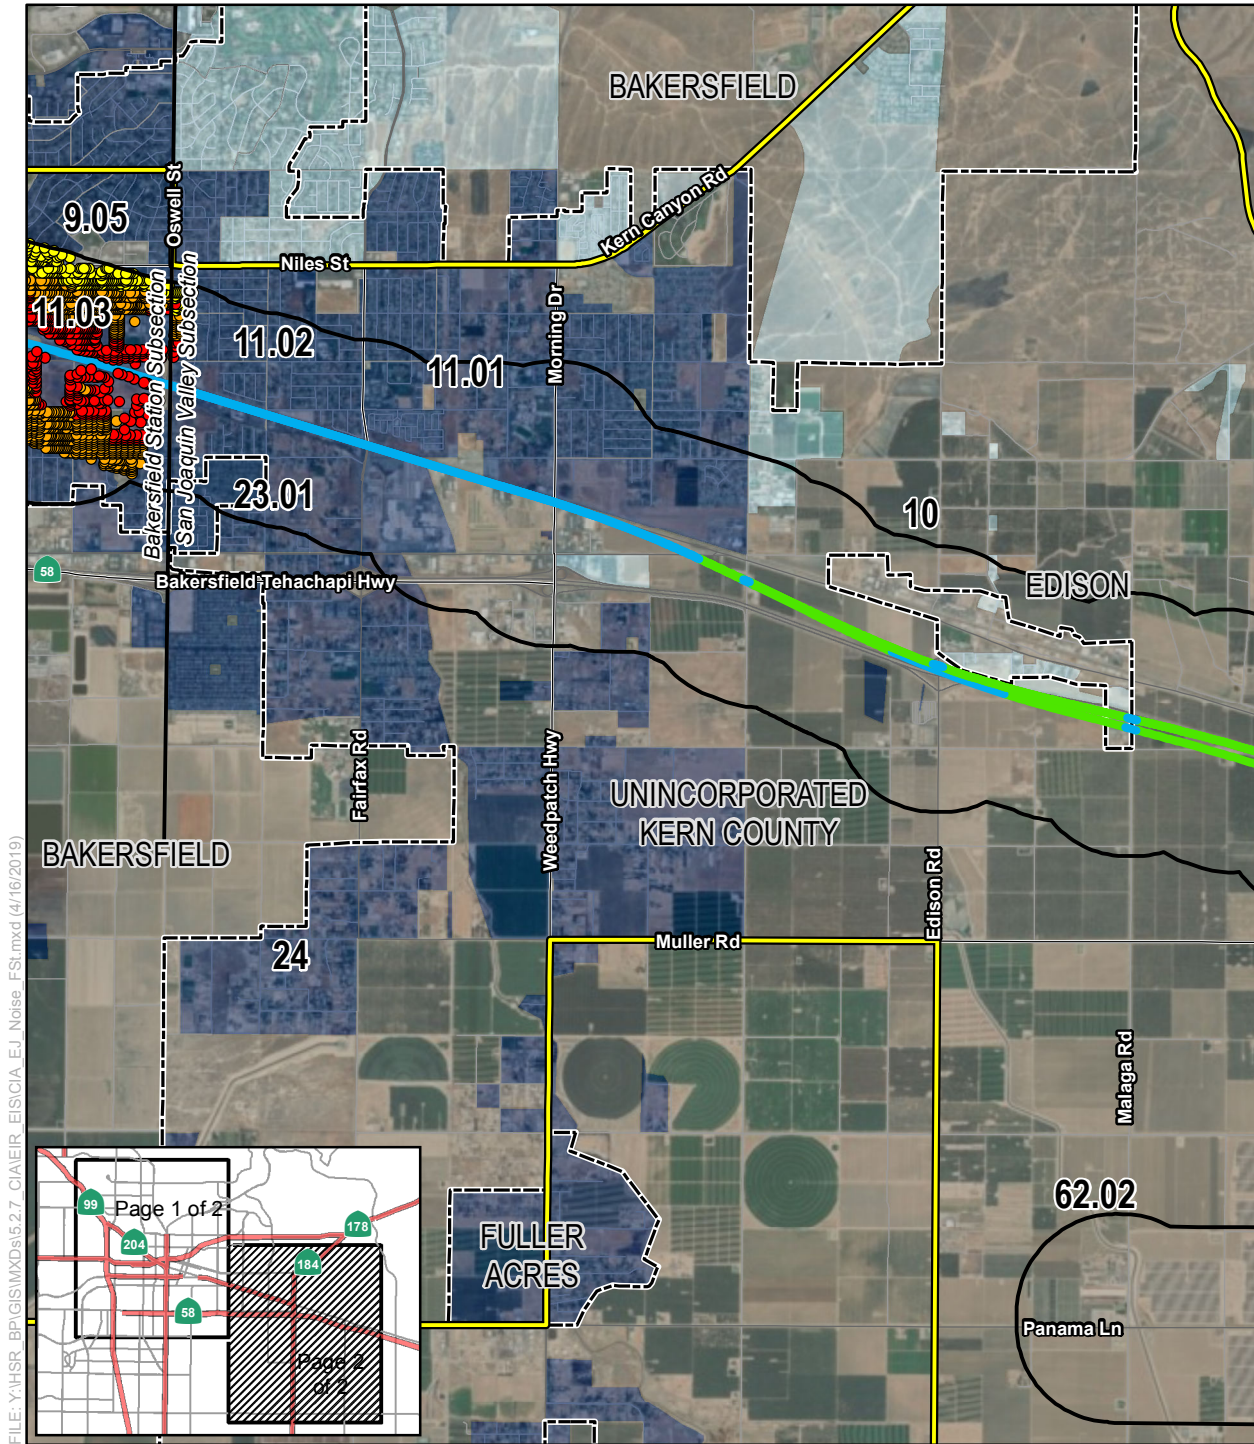 BAKERSFIELD
Oswell St
9.05
Kern Canyon Rd
Niles St
11.03
11.02
Morning Dr
11.01
Bakersfield Station Subsection
San Joaquin Valley Subsection
23.01
10
58
Bakersfield Tehachapi Hwy
EDISON
Fairfax Rd
Weedpatch Hwy
UNINCORPORATED
KERN COUNTY
BAKERSFIELD
Edison Rd
Muller Rd
24
Malaga Rd
62.02
99
Page 1 of 2
204
178
184
58
Page 2
of 2
FULLER
ACRES
Panama Ln
FILE: Y:\HSR_BP\GIS\MXDs\5.2.7_CIA\EIR_EIS\CIA_EJ_Noise_FSt.mxd (4/16/2019)